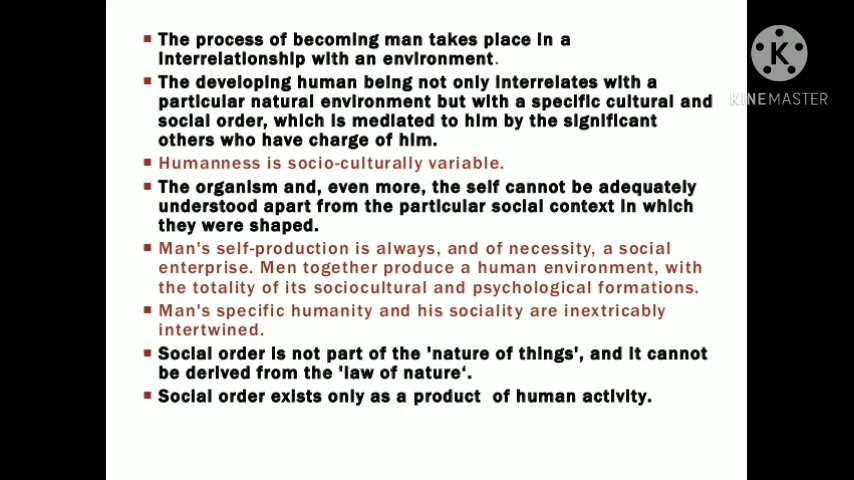 ▪ The process of becoming man takes place in a
interrelationship with an environment.
▪ The developing human being not only interrelates with a
particular natural environment but with a specific cultural and
social order, which is mediated to him by the significant
others who have charge of him.
▪ Humanness is socio-culturally variable.
▪ The organism and, even more, the self cannot be adequately
understood apart from the particular social context in which
they were shaped.
▪ Man's self-production is always, and of necessity, a social
enterprise. Men together produce a human environment, with
the totality of its sociocultural and psychological formations.
▪ Man's specific humanity and his sociality are inextricably
intertwined.
▪ Social order is not part of the 'nature of things', and it cannot
be derived from the 'law of nature‘.
▪ Social order exists only as a product of human activity.
K
KINEMASTER